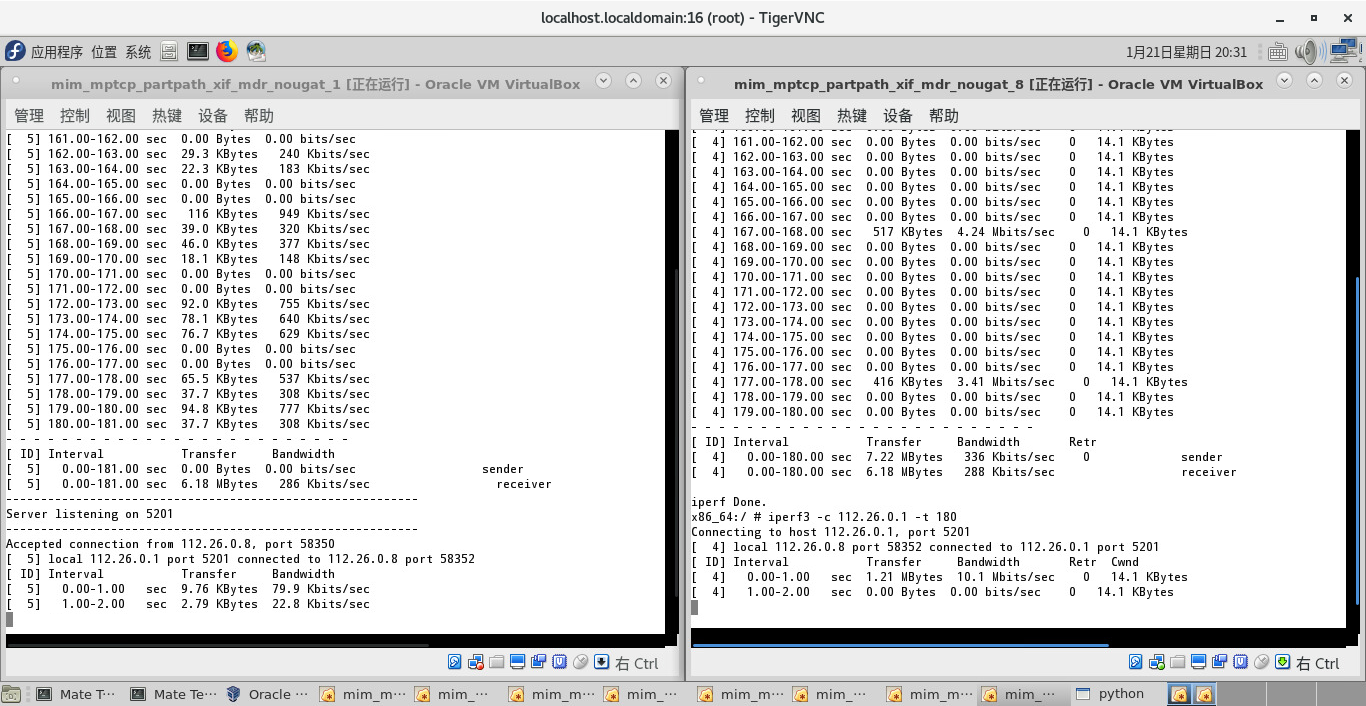 localhost.localdomain:16 (root) - TigerVNC
应用程序 位置 系统 1月21日星期日 20:31
mim_mptcp_partpath_xif_mdr_nougat_1 [正在运行] - Oracle VM VirtualBox
管理 控制 视图 热键 设备 帮助
[  5] 161.00-162.00 sec  0.00 Bytes  0.00 bits/sec
[  5] 162.00-163.00 sec  29.3 KBytes   240 Kbits/sec
[  5] 163.00-164.00 sec  22.3 KBytes   183 Kbits/sec
[  5] 164.00-165.00 sec  0.00 Bytes  0.00 bits/sec
[  5] 165.00-166.00 sec  0.00 Bytes  0.00 bits/sec
[  5] 166.00-167.00 sec   116 KBytes   949 Kbits/sec
[  5] 167.00-168.00 sec  39.0 KBytes   320 Kbits/sec
[  5] 168.00-169.00 sec  46.0 KBytes   377 Kbits/sec
[  5] 169.00-170.00 sec  18.1 KBytes   148 Kbits/sec
[  5] 170.00-171.00 sec  0.00 Bytes  0.00 bits/sec
[  5] 171.00-172.00 sec  0.00 Bytes  0.00 bits/sec
[  5] 172.00-173.00 sec  92.0 KBytes   755 Kbits/sec
[  5] 173.00-174.00 sec  78.1 KBytes   640 Kbits/sec
[  5] 174.00-175.00 sec  76.7 KBytes   629 Kbits/sec
[  5] 175.00-176.00 sec  0.00 Bytes  0.00 bits/sec
[  5] 176.00-177.00 sec  0.00 Bytes  0.00 bits/sec
[  5] 177.00-178.00 sec  65.5 KBytes   537 Kbits/sec
[  5] 178.00-179.00 sec  37.7 KBytes   308 Kbits/sec
[  5] 179.00-180.00 sec  94.8 KBytes   777 Kbits/sec
[  5] 180.00-181.00 sec  37.7 KBytes   308 Kbits/sec
- - - - - - - - - - - - - - - - - - - - - - - - -
[ ID] Interval           Transfer     Bandwidth
[  5]   0.00-181.00 sec  0.00 Bytes  0.00 bits/sec                  sender
[  5]   0.00-181.00 sec  6.18 MBytes   286 Kbits/sec                  receiver
-----------------------------------------------------------
Server listening on 5201
-----------------------------------------------------------
Accepted connection from 112.26.0.8, port 58350
[  5] local 112.26.0.1 port 5201 connected to 112.26.0.8 port 58352
[ ID] Interval           Transfer     Bandwidth
[  5]   0.00-1.00   sec  9.76 KBytes  79.9 Kbits/sec
[  5]   1.00-2.00   sec  2.79 KBytes  22.8 Kbits/sec
右 Ctrl
mim_mptcp_partpath_xif_mdr_nougat_8 [正在运行] - Oracle VM VirtualBox
管理 控制 视图 热键 设备 帮助
[  4] 161.00-162.00 sec  0.00 Bytes  0.00 bits/sec    0   14.1 KBytes
[  4] 162.00-163.00 sec  0.00 Bytes  0.00 bits/sec    0   14.1 KBytes
[  4] 163.00-164.00 sec  0.00 Bytes  0.00 bits/sec    0   14.1 KBytes
[  4] 164.00-165.00 sec  0.00 Bytes  0.00 bits/sec    0   14.1 KBytes
[  4] 165.00-166.00 sec  0.00 Bytes  0.00 bits/sec    0   14.1 KBytes
[  4] 166.00-167.00 sec  0.00 Bytes  0.00 bits/sec    0   14.1 KBytes
[  4] 167.00-168.00 sec   517 KBytes  4.24 Mbits/sec    0   14.1 KBytes
[  4] 168.00-169.00 sec  0.00 Bytes  0.00 bits/sec    0   14.1 KBytes
[  4] 169.00-170.00 sec  0.00 Bytes  0.00 bits/sec    0   14.1 KBytes
[  4] 170.00-171.00 sec  0.00 Bytes  0.00 bits/sec    0   14.1 KBytes
[  4] 171.00-172.00 sec  0.00 Bytes  0.00 bits/sec    0   14.1 KBytes
[  4] 172.00-173.00 sec  0.00 Bytes  0.00 bits/sec    0   14.1 KBytes
[  4] 173.00-174.00 sec  0.00 Bytes  0.00 bits/sec    0   14.1 KBytes
[  4] 174.00-175.00 sec  0.00 Bytes  0.00 bits/sec    0   14.1 KBytes
[  4] 175.00-176.00 sec  0.00 Bytes  0.00 bits/sec    0   14.1 KBytes
[  4] 176.00-177.00 sec  0.00 Bytes  0.00 bits/sec    0   14.1 KBytes
[  4] 177.00-178.00 sec   416 KBytes  3.41 Mbits/sec    0   14.1 KBytes
[  4] 178.00-179.00 sec  0.00 Bytes  0.00 bits/sec    0   14.1 KBytes
[  4] 179.00-180.00 sec  0.00 Bytes  0.00 bits/sec    0   14.1 KBytes
- - - - - - - - - - - - - - - - - - - - - - - - -
[ ID] Interval           Transfer     Bandwidth       Retr
[  4]   0.00-180.00 sec  7.22 MBytes   336 Kbits/sec    0             sender
[  4]   0.00-180.00 sec  6.18 MBytes   288 Kbits/sec                  receiver
iperf Done.
x86_64:/ # iperf3 -c 112.26.0.1 -t 180
Connecting to host 112.26.0.1, port 5201
[  4] local 112.26.0.8 port 58352 connected to 112.26.0.1 port 5201
[ ID] Interval           Transfer     Bandwidth       Retr  Cwnd
[  4]   0.00-1.00   sec  1.21 MBytes  10.1 Mbits/sec    0   14.1 KBytes
[  4]   1.00-2.00   sec  0.00 Bytes  0.00 bits/sec    0   14.1 KBytes
右 Ctrl
Mate T··· Mate Te··· Oracle ··· mim_m··· mim_··· mim_m··· mim_··· mim_m··· mim_··· mim_m··· mim_··· python